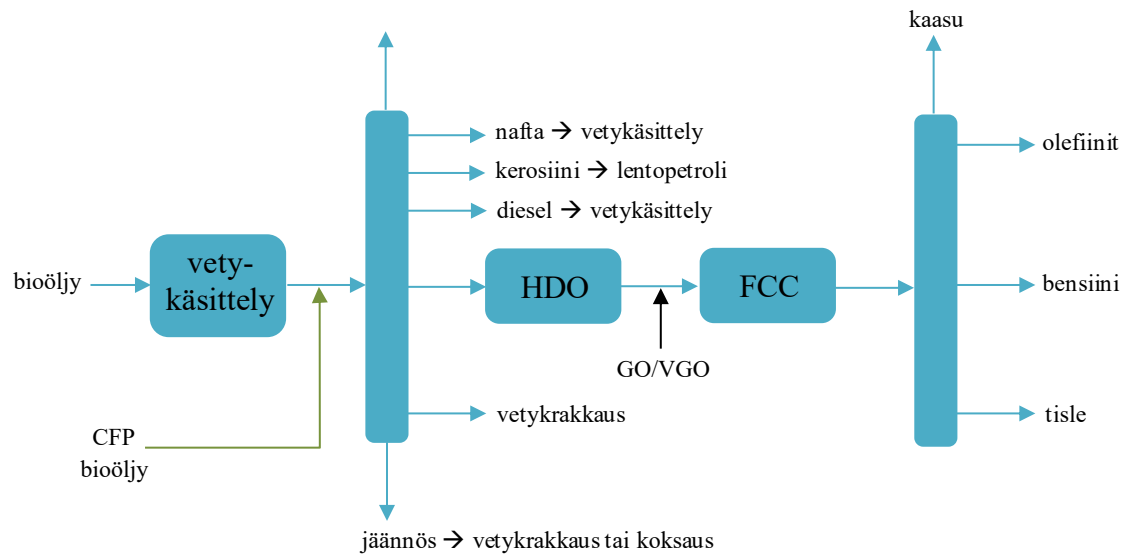 kaasu
nafta → vetykäsittely
olefiinit
kerosiini → lentopetroli
diesel → vetykäsittely
bioöljy
vety-
käsittely
HDO
FCC
bensiini
GO/VGO
vetykrakkaus
tisle
CFP
bioöljy
jäännös → vetykrakkaus tai koksaus